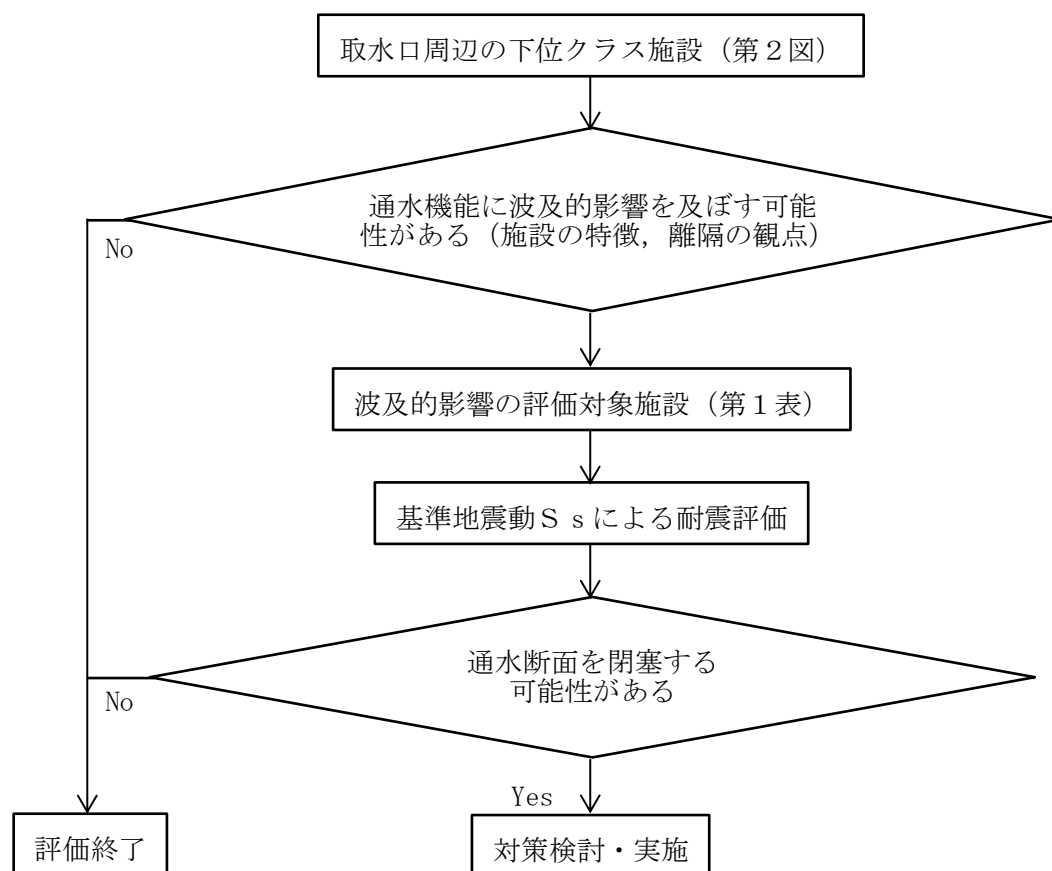 取水口周辺の下位クラス施設（第２図）
通水機能に波及的影響を及ぼす可能
性がある（施設の特徴，離隔の観点）
No
波及的影響の評価対象施設（第１表）
基準地震動Ｓｓによる耐震評価
通水断面を閉塞する
可能性がある
No
Yes
評価終了
対策検討・実施